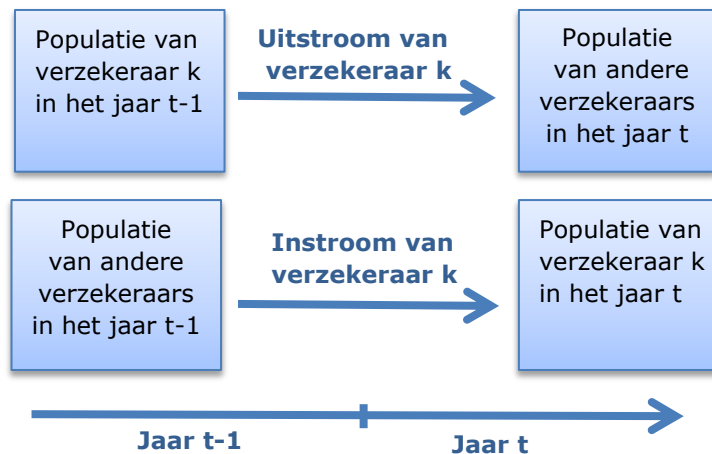 Populatie van
verzekeraar k
in het jaar t-1
Uitstroom van
verzekeraar k
Populatie
van andere
verzekeraars
in het jaar t
Populatie
van andere
verzekeraars
in het jaar t-1
Instroom van
verzekeraar k
Populatie van
verzekeraar k
in het jaar t
Jaar t-1
Jaar t